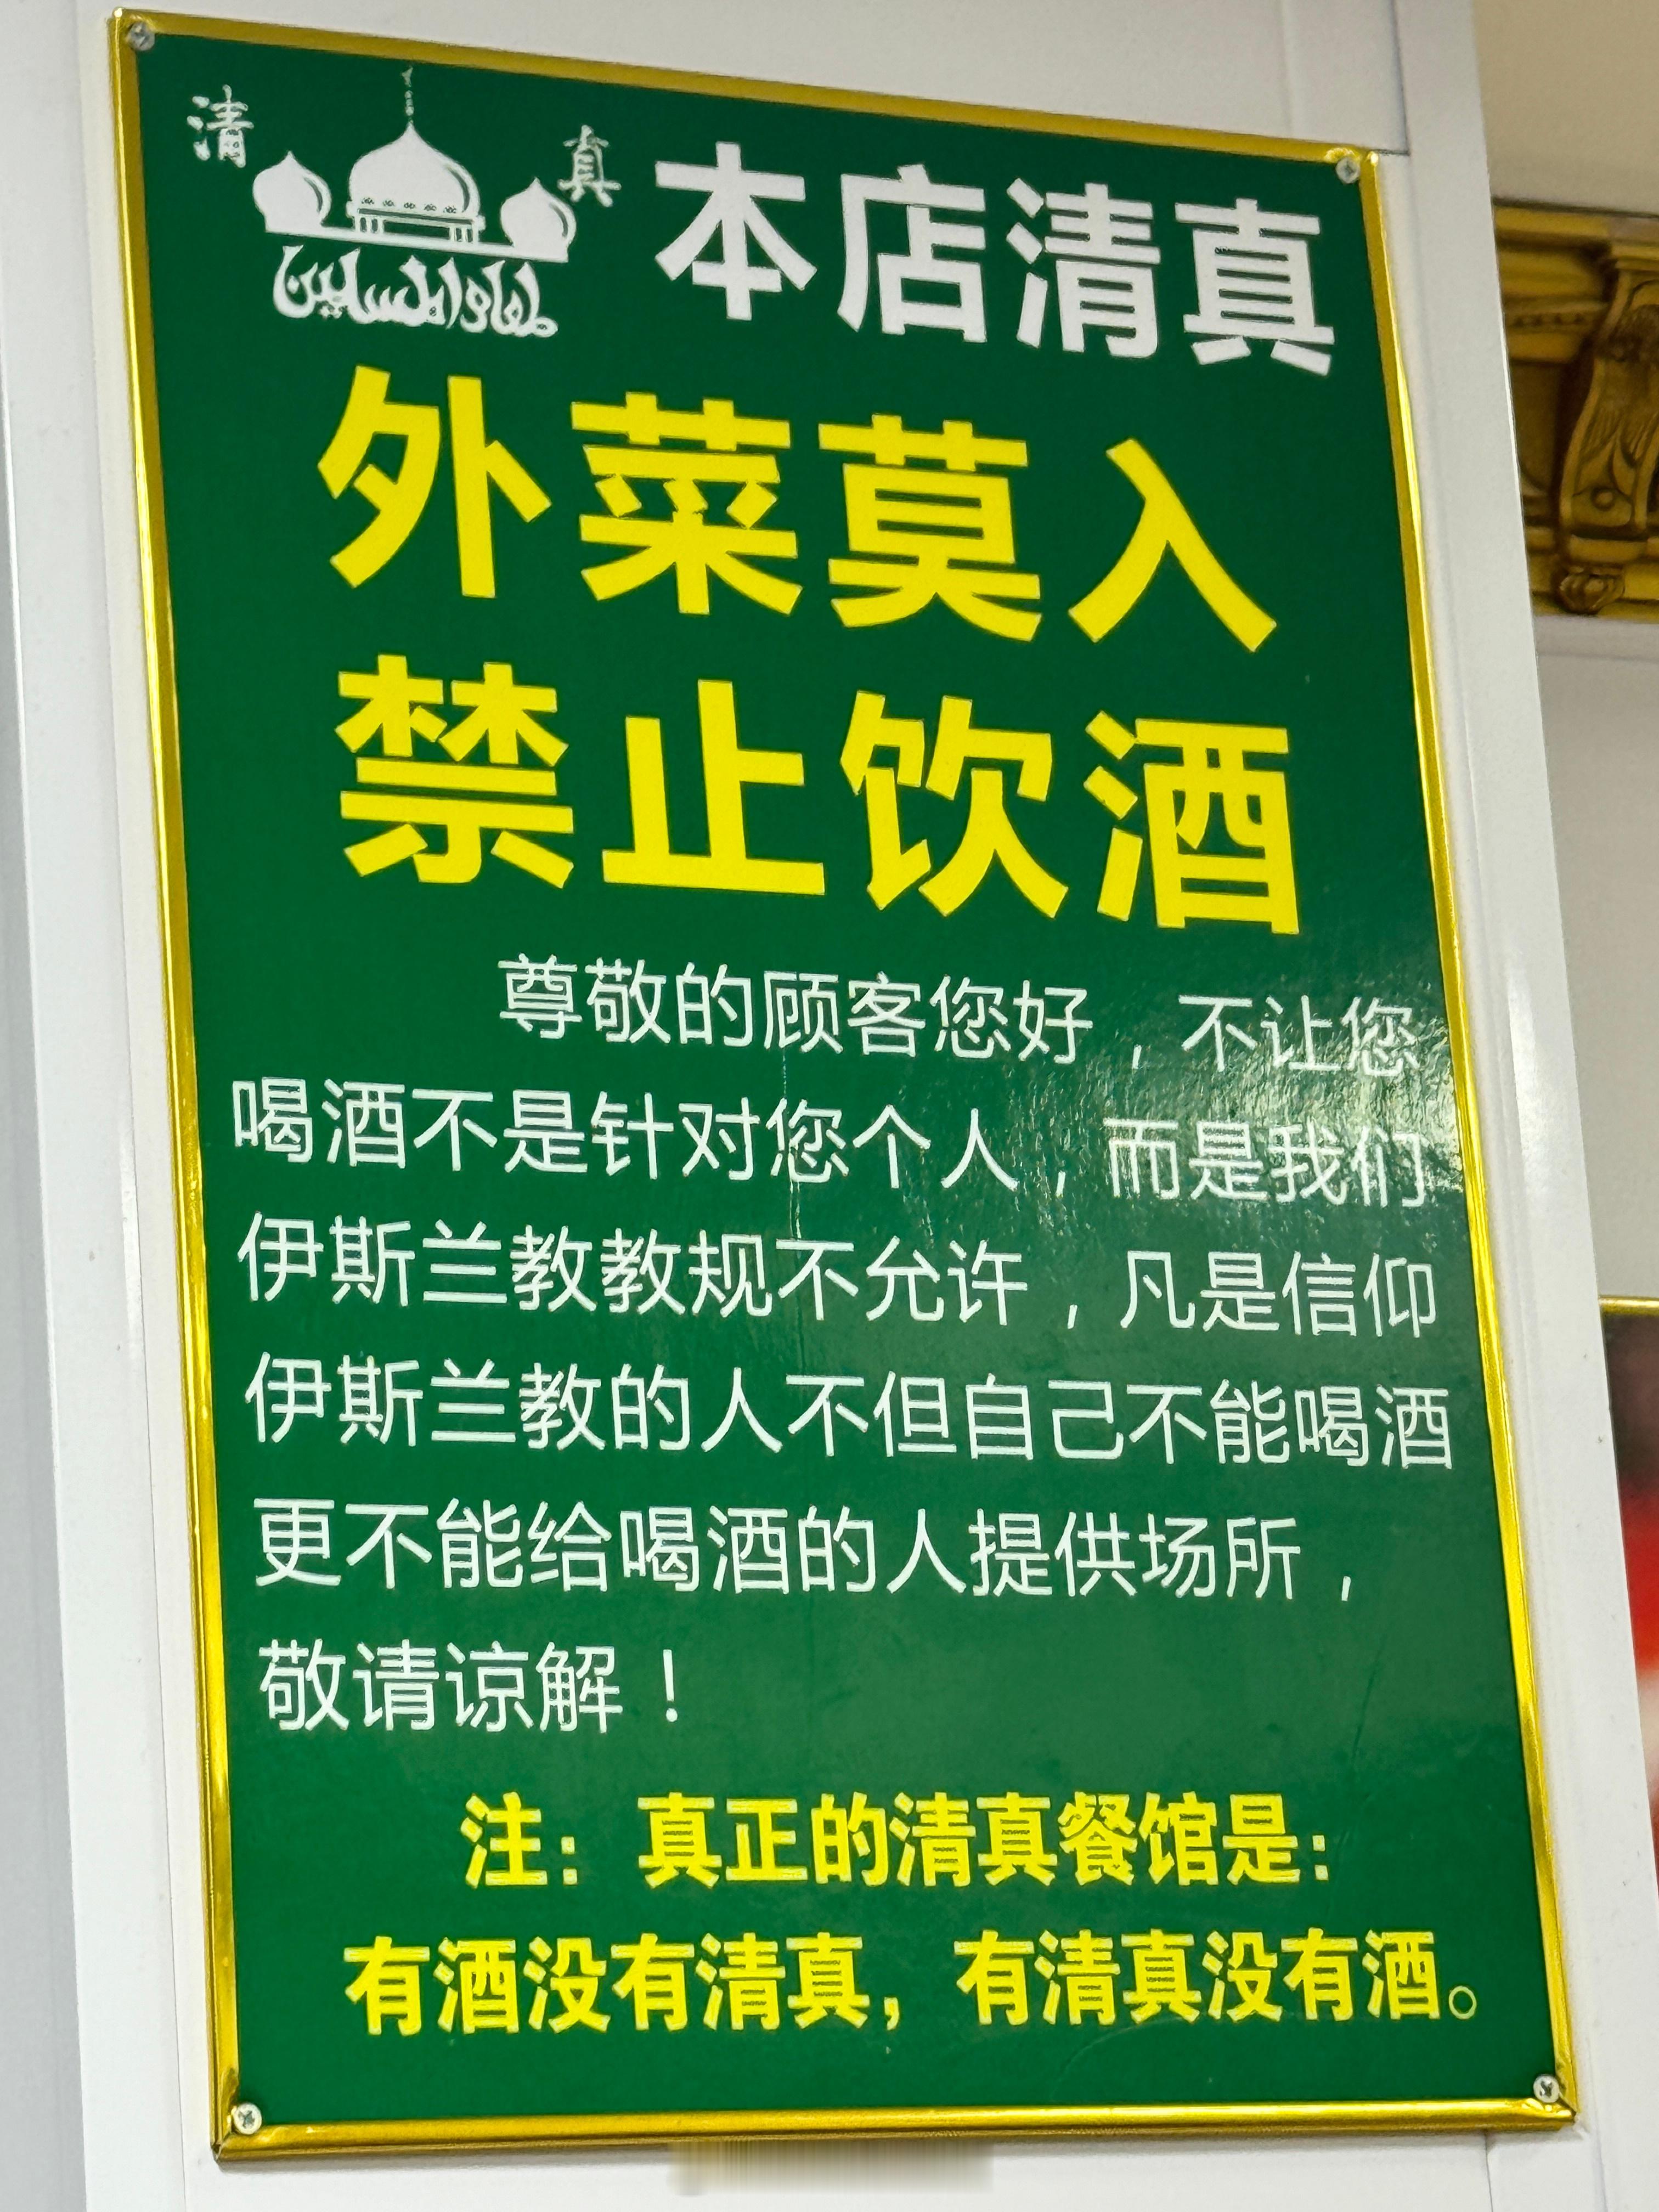 清 真
طعام المسلمين
本店清真
外菜莫入
禁止饮酒
尊敬的顾客您好，不让您
喝酒不是针对您个人，而是我们
伊斯兰教教规不允许，凡是信仰
伊斯兰教的人不但自己不能喝酒
更不能给喝酒的人提供场所，
敬请谅解！
注：真正的清真餐馆是：
有酒没有清真，有清真没有酒。